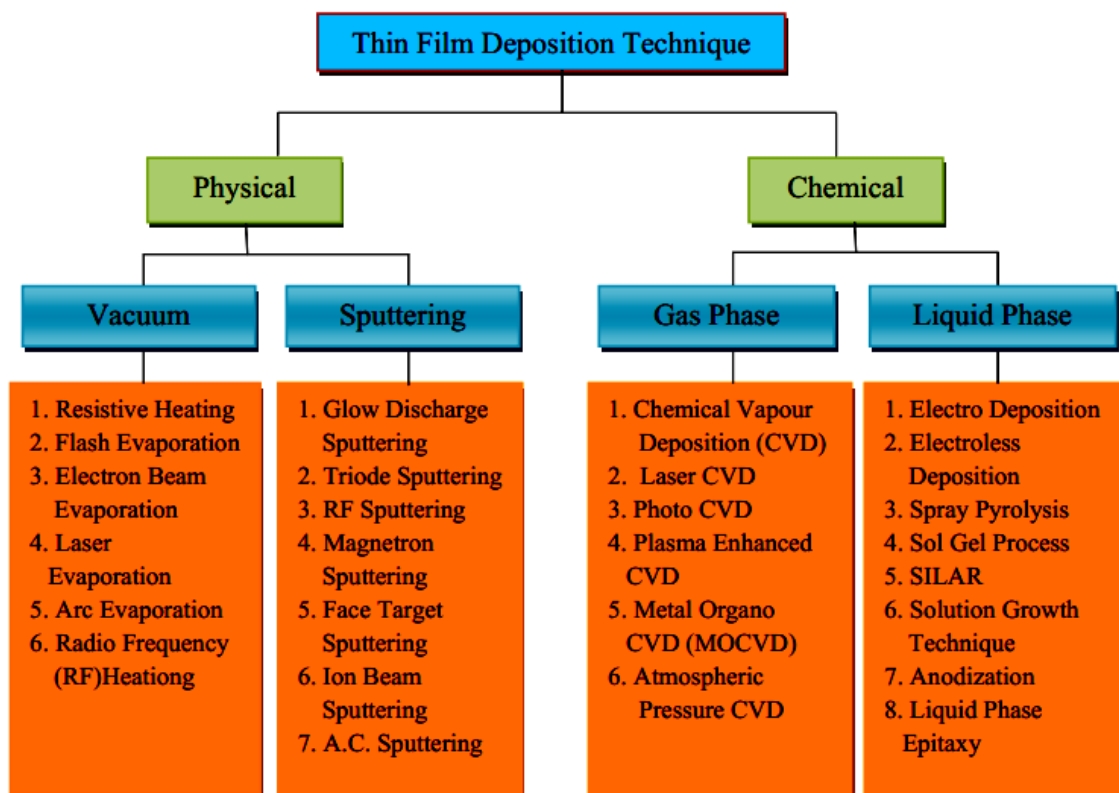 Thin Film Deposition Technique
Physical
Chemical
Vacuum
Sputtering
Gas Phase
Liquid Phase
1. Resistive Heating
2. Flash Evaporation
3. Electron Beam
Evaporation
4. Laser
Evaporation
5. Arc Evaporation
6. Radio Frequency
(RF)Heationg
1. Glow Discharge
Sputtering
2. Triode Sputtering
3. RF Sputtering
4. Magnetron
Sputtering
5. Face Target
Sputtering
6. Ion Beam
Sputtering
7. A.C. Sputtering
1. Chemical Vapour
Deposition (CVD)
2. Laser CVD
3. Photo CVD
4. Plasma Enhanced
CVD
5. Metal Organo
CVD (MOCVD)
6. Atmospheric
Pressure CVD
1. Electro Deposition
2. Electroless
Deposition
3. Spray Pyrolysis
4. Sol Gel Process
5. SILAR
6. Solution Growth
Technique
7. Anodization
8. Liquid Phase
Epitaxy